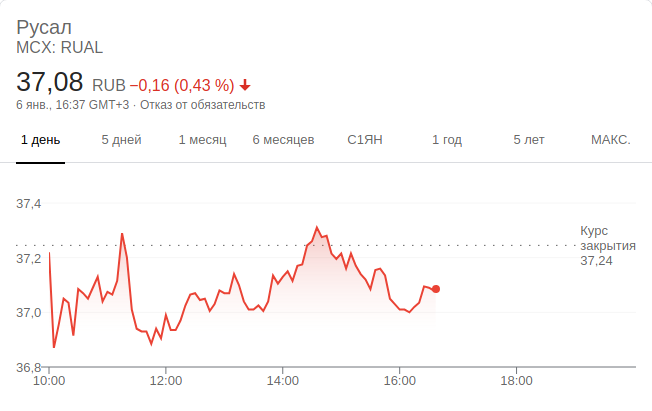 Русал
MCX: RUAL
37,08 RUB −0,16 (0,43 %)
6 янв., 16:37 GMT+3 · Отказ от обязательств
1 день 5 дней 1 месяц 6 месяцев С1ЯН 1 год 5 лет МАКС.
37,4
Курс
закрытия
37,24
37,2
37,0
36,8
10:00 12:00 14:00 16:00 18:00